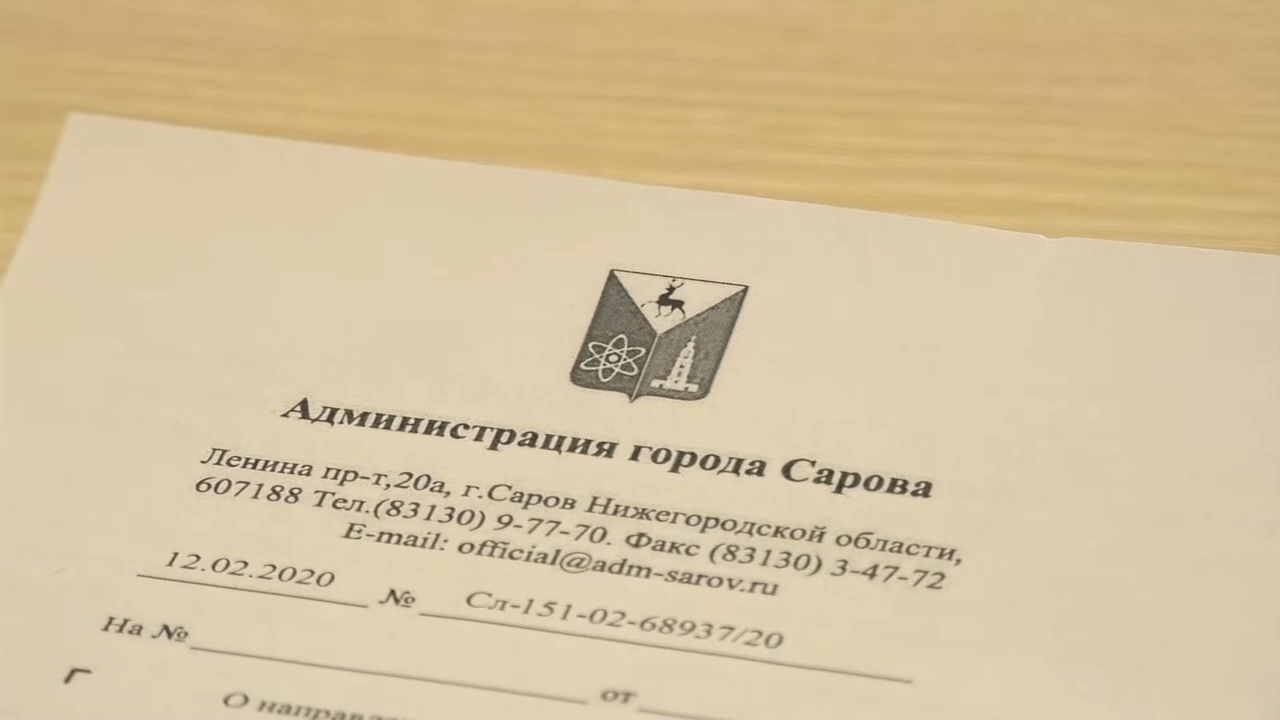 Администрация города Сарова
Ленина пр-т,20а, г.Саров Нижегородской области,
607188 Тел.(83130) 9-77-70. Факс (83130) 3-47-72
E-mail: official@adm-sarov.ru
12.02.2020 № Сл-151-02-68937/20
На № от
О